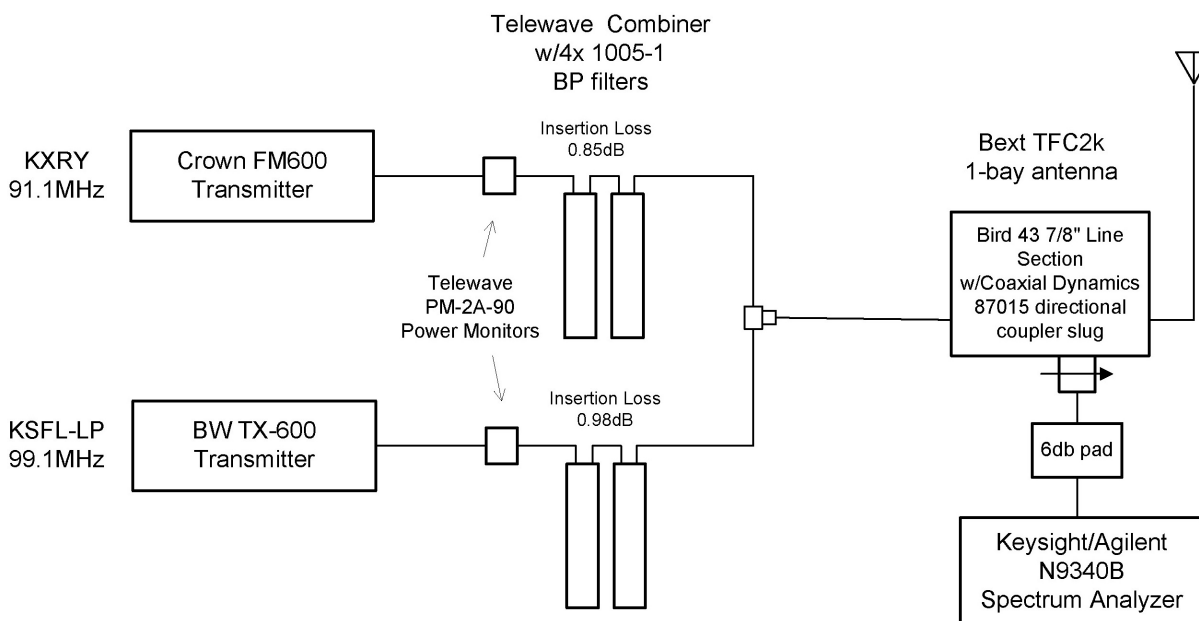 Telewave Combiner
w/4x 1005-1
BP filters
Insertion Loss
0.85dB
KXRY
91.1MHz
Crown FM600
Transmitter
Bext TFC2k
1-bay antenna
Bird 43 7/8" Line
Section
w/Coaxial Dynamics
87015 directional
coupler slug
Telewave
PM-2A-90
Power Monitors
Insertion Loss
0.98dB
KSFL-LP
99.1MHz
BW TX-600
Transmitter
6db pad
Keysight/Agilent
N9340B
Spectrum Analyzer